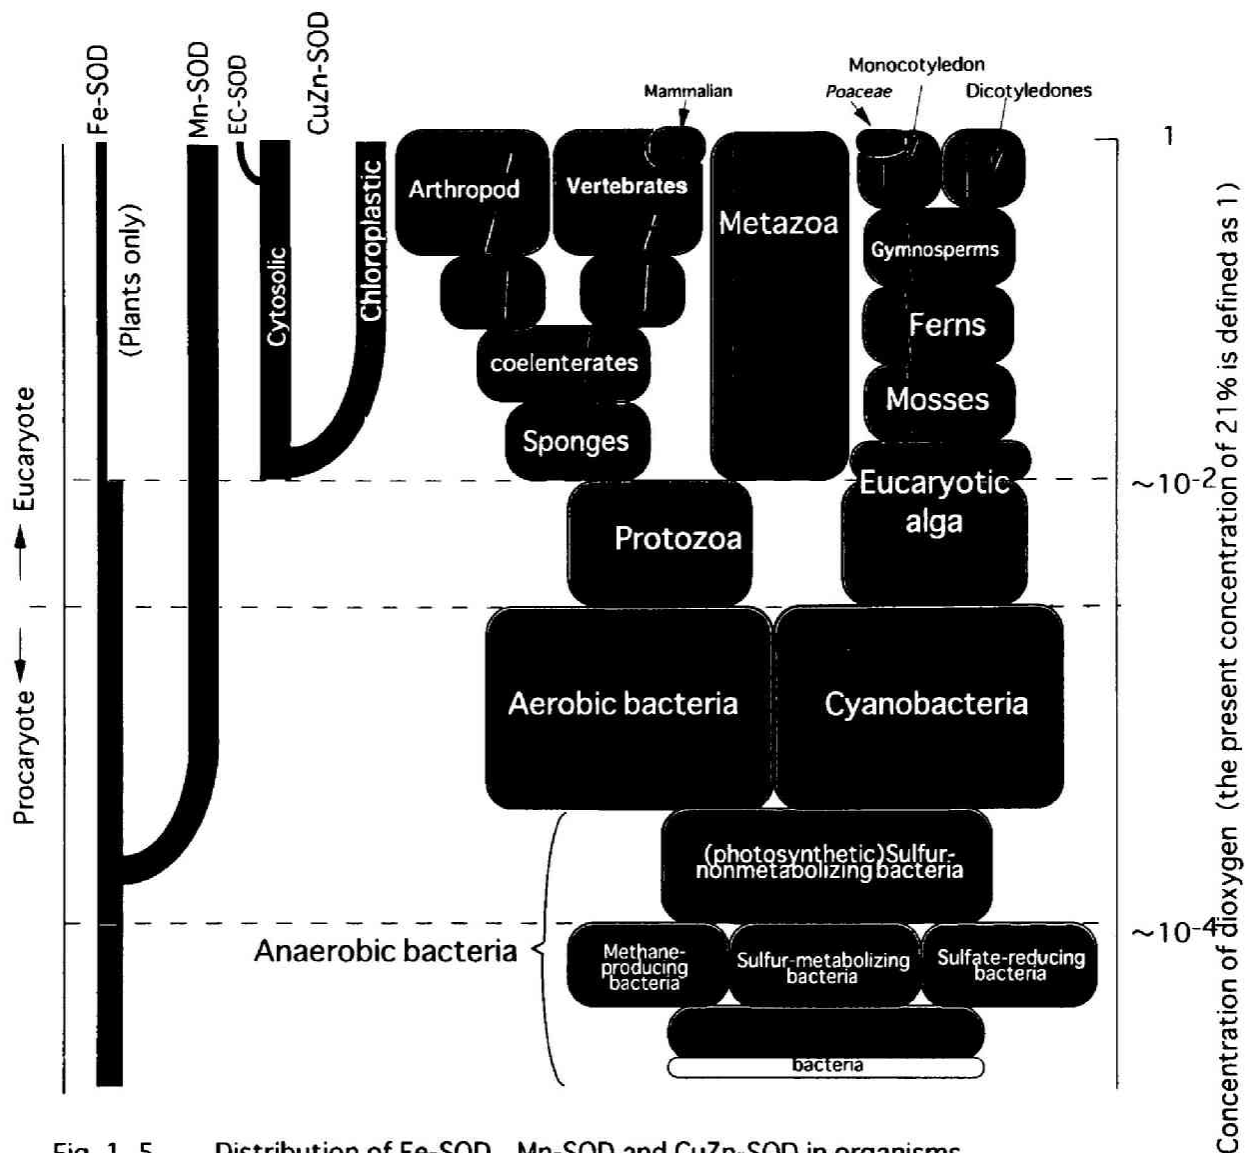 Fe-SOD
Mn-SOD
EC-SOD
CuZn-SOD
Mammalian
Poaceae
Monocotyledon
Dicotyledones
1
(Plants only)
Cytosolic
Chloroplastic
Arthropod
Vertebrates
Metazoa
Gymnosperms
Ferns
coelenterates
Mosses
Sponges
Eucaryote
Procaryote
~10-2
Eucaryotic
alga
Protozoa
Aerobic bacteria
Cyanobacteria
(photosynthetic)Sulfur-
nonmetabolizing bacteria
Anaerobic bacteria
~10-4
Methane-
producing
bacteria
Sulfur-metabolizing
bacteria
Sulfate-reducing
bacteria
bacteria
Concentration of dioxygen (the present concentration of 21% is defined as 1)
Fig. 1-5. Distribution of Fe-SOD, Mn-SOD and CuZn-SOD in organisms